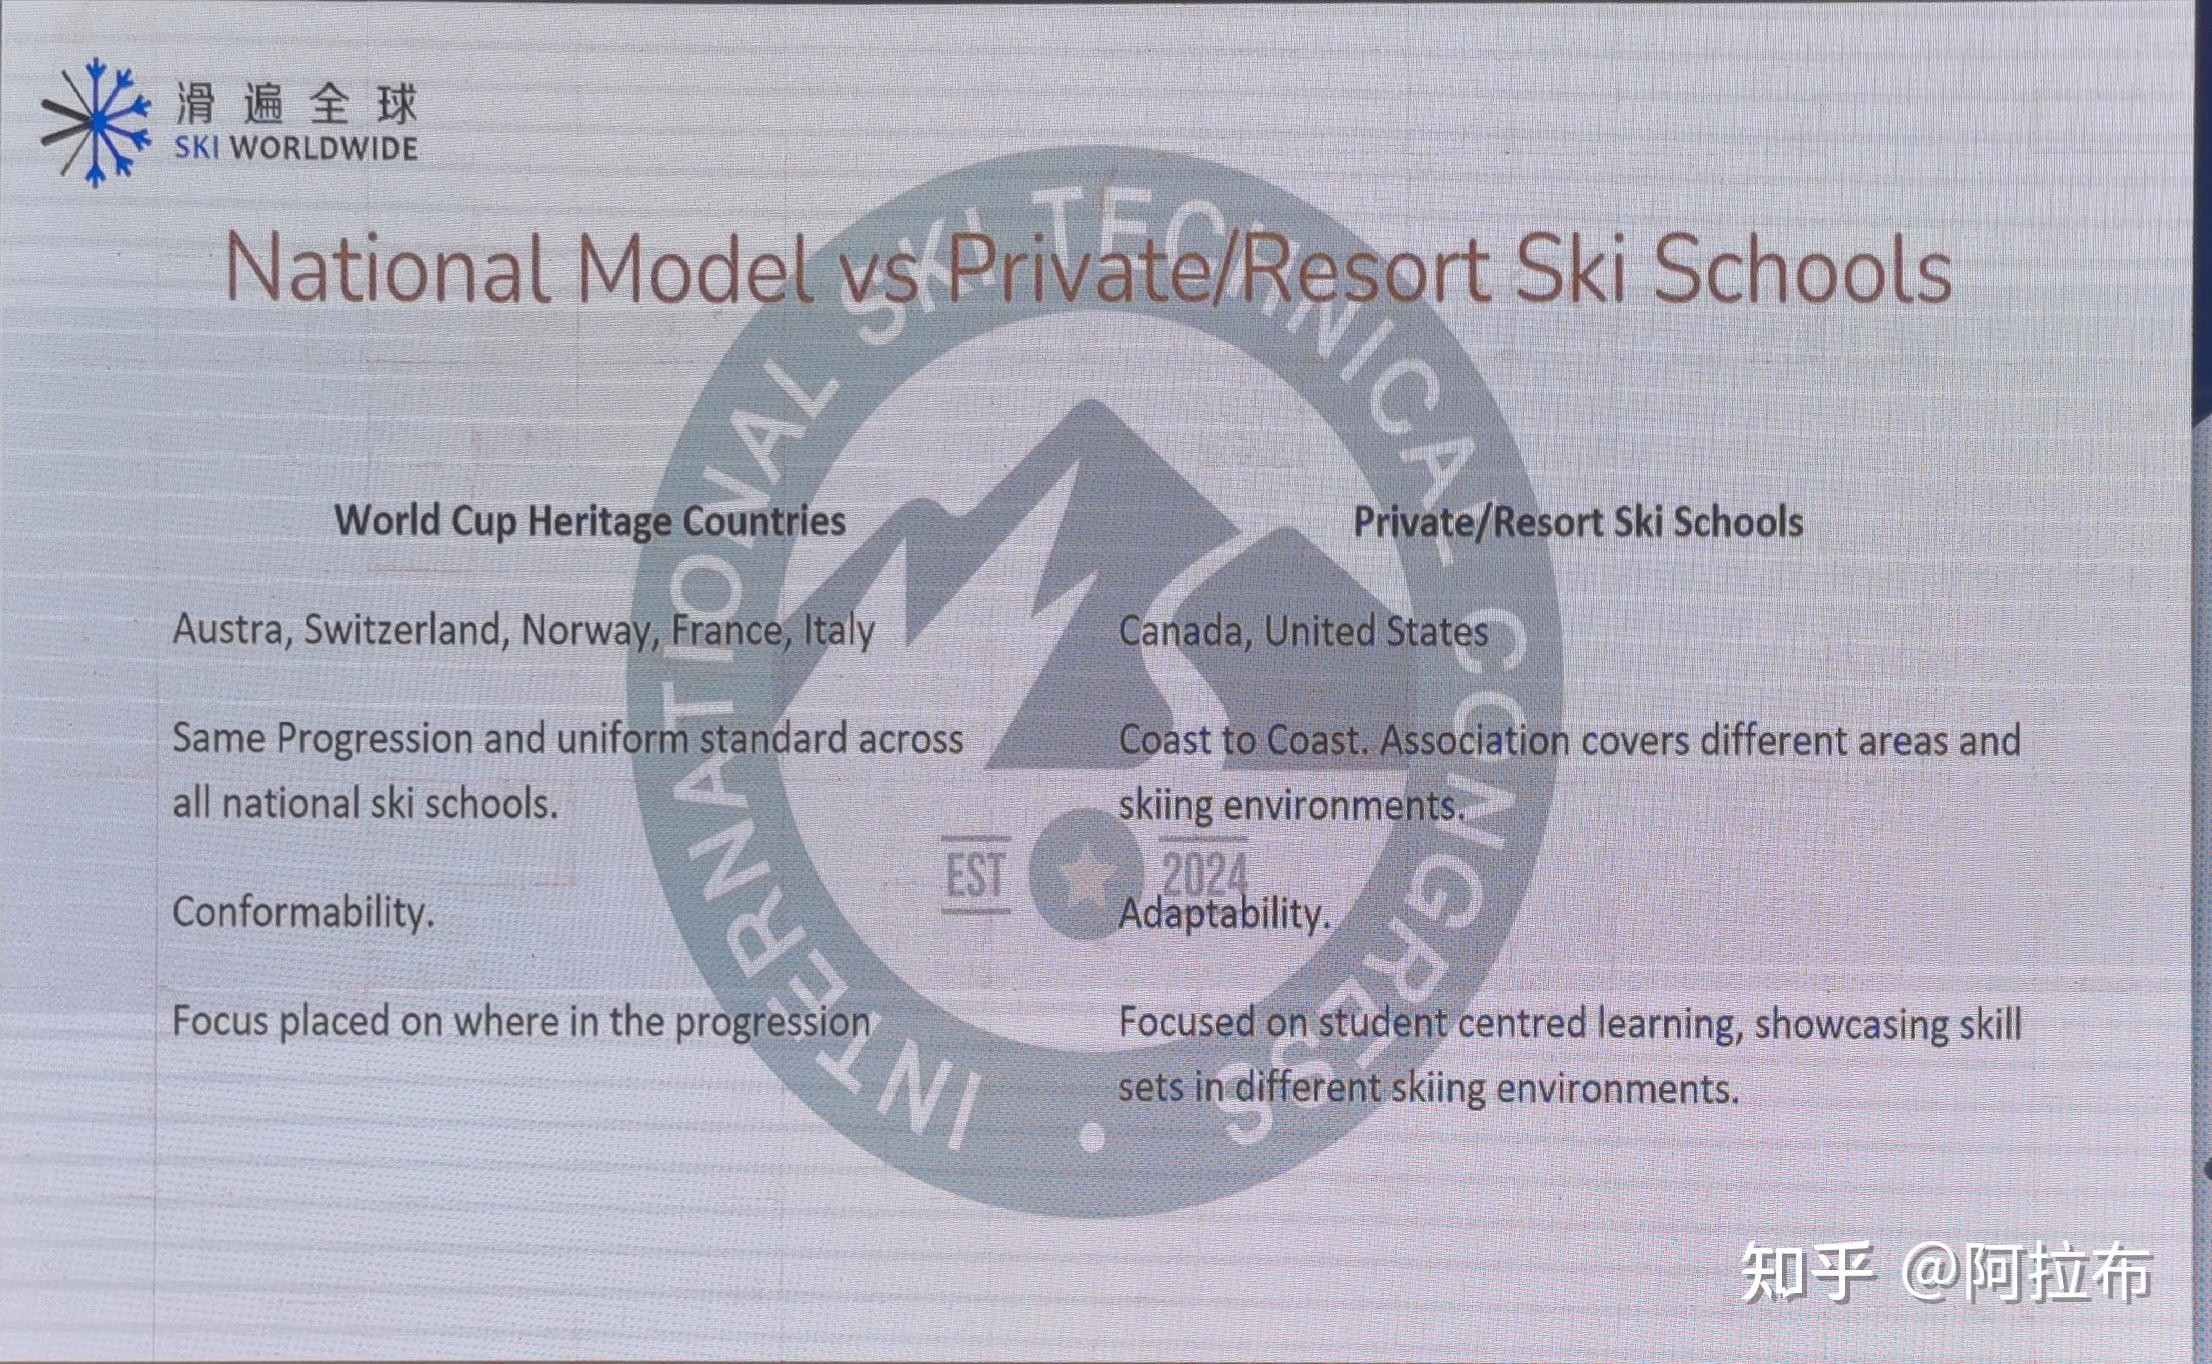 滑遍全球
SKI WORLDWIDE
National Model vs Private/Resort Ski Schools
World Cup Heritage Countries
Austra, Switzerland, Norway, France, Italy
Same Progression and uniform standard across
all national ski schools.
Conformability.
Focus placed on where in the progression
Private/Resort Ski Schools
Canada, United States
Coast to Coast. Association covers different areas and
skiing environments.
Adaptability.
Focused on student centred learning, showcasing skill
sets in different skiing environments.
INTERNATIONAL SKI TECHNICAL CONGRESS
EST 2024
知乎 @阿拉布